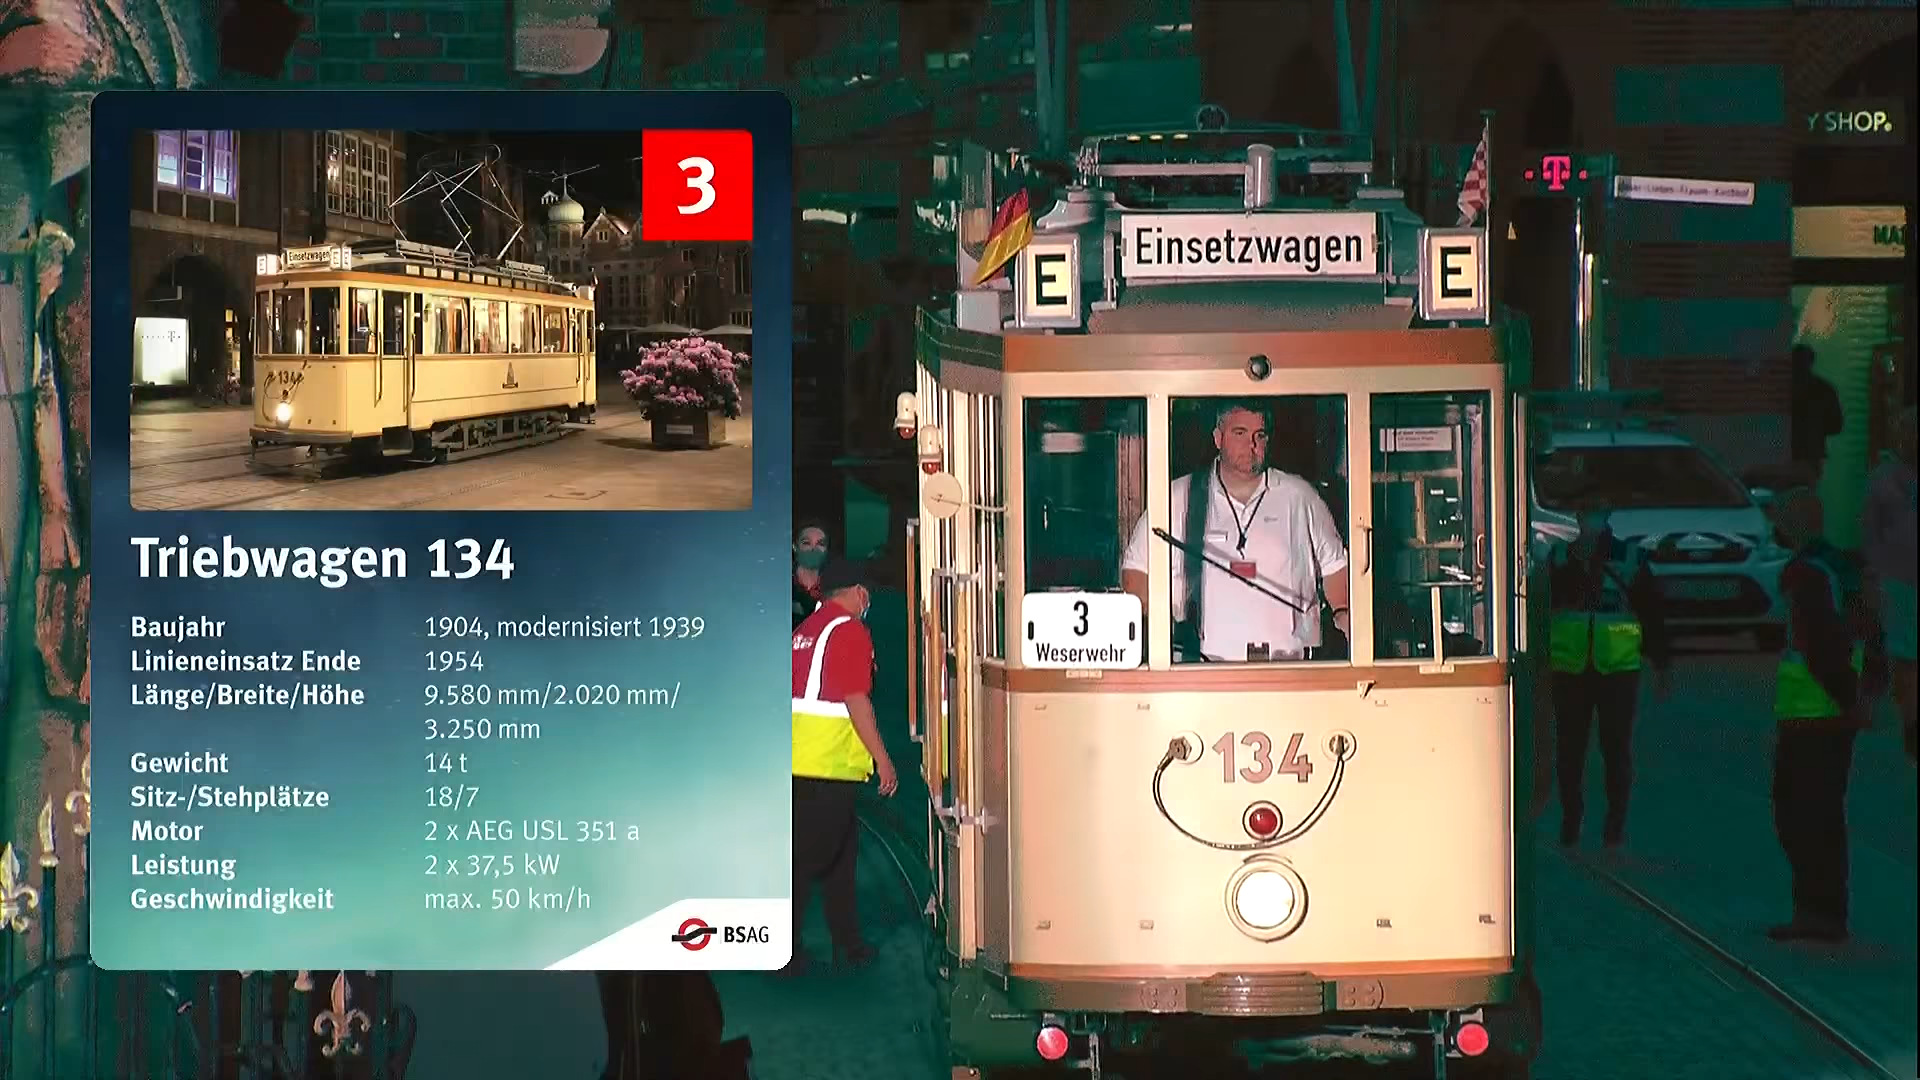 3
Einsetzwagen
134
Triebwagen 134
Baujahr 1904, modernisiert 1939
Linieneinsatz Ende 1954
Länge/Breite/Höhe 9.580 mm/2.020 mm/
3.250 mm
Gewicht 14 t
Sitz-/Stehplätze 18/7
Motor 2 x AEG USL 351 a
Leistung 2 x 37,5 kW
Geschwindigkeit max. 50 km/h
BSAG
Y SHOP.
T
E Einsetzwagen E
3
Weserwehr
134